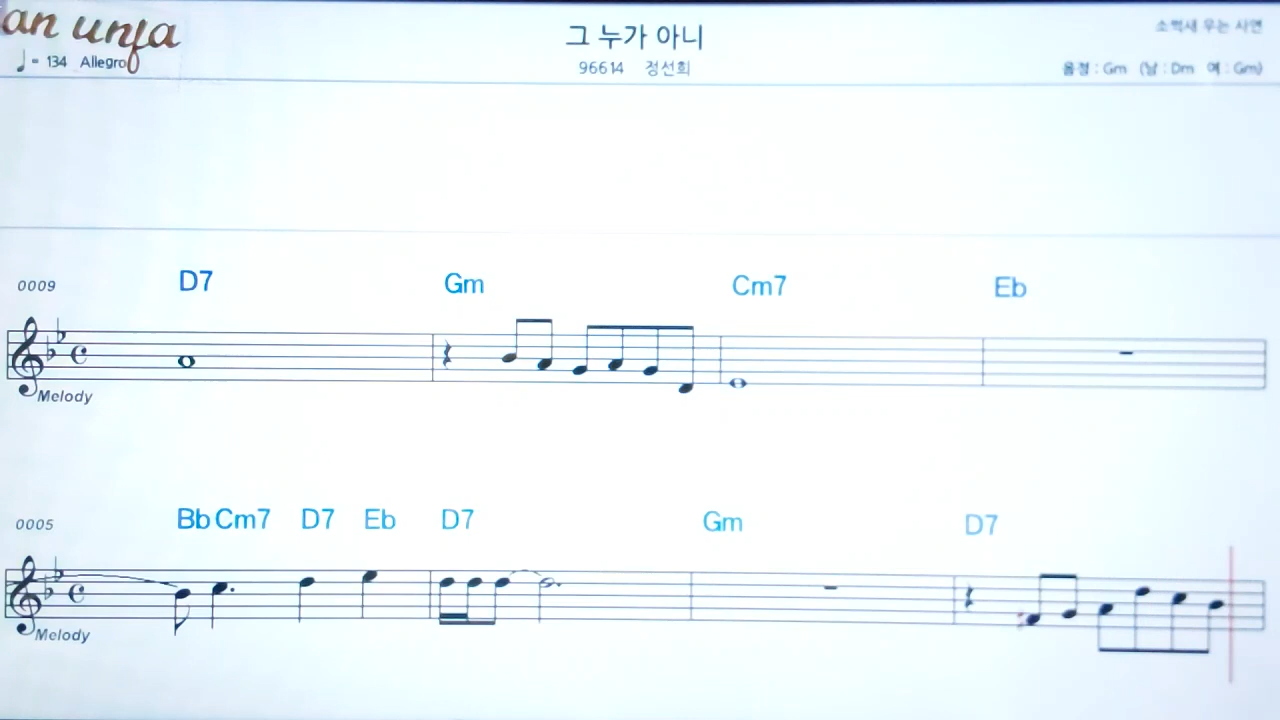 an unfa
♩= 134 Allegro
그 누가 아니
96614 정선희
소쩍새 우는 사연
음정 : Gm (남 : Dm 여 : Gm)
0009
D7 Gm Cm7 Eb
Melody
0005
Bb Cm7 D7 Eb D7 Gm D7
Melody